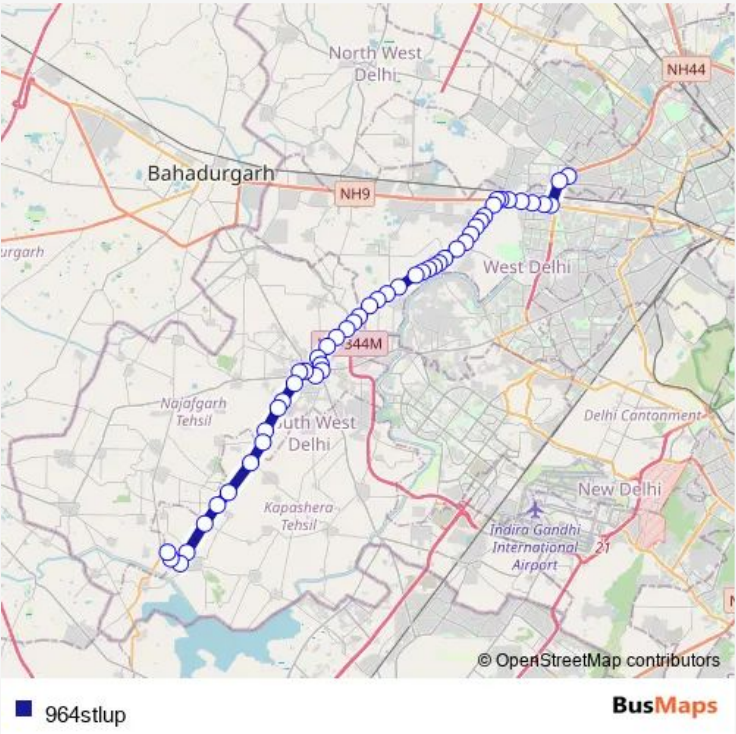 North West
Delhi
NH44
Bahadurgarh
NH9
urgarh
West Delhi
344M
Najafgarh
Tehsil
uth West
Delhi
Delhi Cantonment
Kapashera
Tehsil
New Delhi
Indira Gandhi
International
Airport
21
N
© OpenStreetMap contributors
964stlup
BusMaps